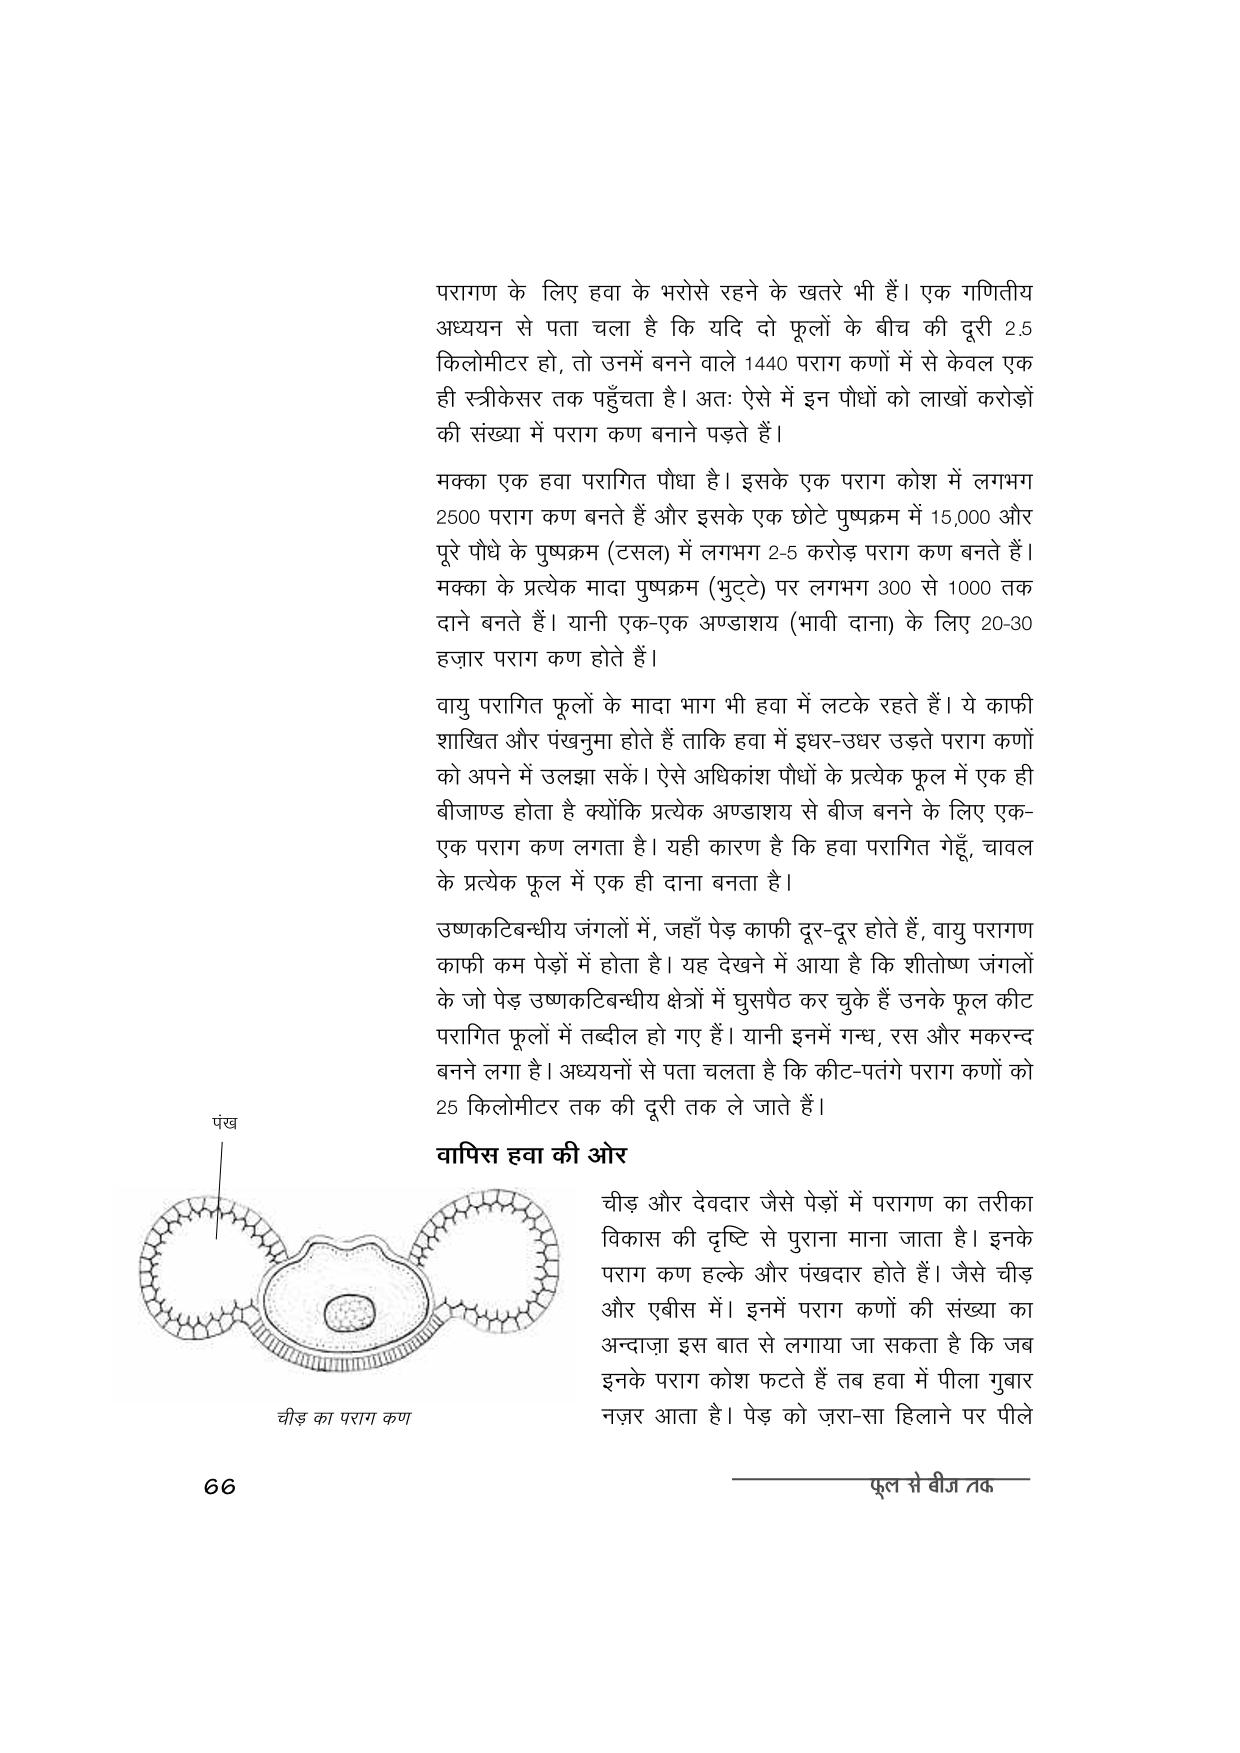 परागण के लिए हवा के भरोसे रहने के खतरे भी हैं। एक गणितीय
अध्ययन से पता चला है कि यदि दो फूलों के बीच की दूरी 2.5
किलोमीटर हो, तो उनमें बनने वाले 1440 पराग कणों में से केवल एक
ही स्त्रीकेसर तक पहुँचता है। अतः ऐसे में इन पौधों को लाखों करोड़ों
की संख्या में पराग कण बनाने पड़ते हैं।
मक्का एक हवा परागित पौधा है। इसके एक पराग कोश में लगभग
2500 पराग कण बनते हैं और इसके एक छोटे पुष्पक्रम में 15,000 और
पूरे पौधे के पुष्पक्रम (टसल) में लगभग 2-5 करोड़ पराग कण बनते हैं।
मक्का के प्रत्येक मादा पुष्पक्रम (भुट्टे) पर लगभग 300 से 1000 तक
दाने बनते हैं। यानी एक-एक अण्डाशय (भावी दाना) के लिए 20-30
हज़ार पराग कण होते हैं।
वायु परागित फूलों के मादा भाग भी हवा में लटके रहते हैं। ये काफी
शाखित और पंखनुमा होते हैं ताकि हवा में इधर-उधर उड़ते पराग कणों
को अपने में उलझा सकें। ऐसे अधिकांश पौधों के प्रत्येक फूल में एक ही
बीजाण्ड होता है क्योंकि प्रत्येक अण्डाशय से बीज बनने के लिए एक-
एक पराग कण लगता है। यही कारण है कि हवा परागित गेहूँ, चावल
के प्रत्येक फूल में एक ही दाना बनता है।
उष्णकटिबन्धीय जंगलों में, जहाँ पेड़ काफी दूर-दूर होते हैं, वायु परागण
काफी कम पेड़ों में होता है। यह देखने में आया है कि शीतोष्ण जंगलों
के जो पेड़ उष्णकटिबन्धीय क्षेत्रों में घुसपैठ कर चुके हैं उनके फूल कीट
परागित फूलों में तब्दील हो गए हैं। यानी इनमें गन्ध, रस और मकरन्द
बनने लगा है। अध्ययनों से पता चलता है कि कीट-पतंगे पराग कणों को
25 किलोमीटर तक की दूरी तक ले जाते हैं।
पंख
वापिस हवा की ओर
चीड़ और देवदार जैसे पेड़ों में परागण का तरीका
विकास की दृष्टि से पुराना माना जाता है। इनके
पराग कण हल्के और पंखदार होते हैं। जैसे चीड़
और एबीस में। इनमें पराग कणों की संख्या का
अन्दाज़ा इस बात से लगाया जा सकता है कि जब
इनके पराग कोश फटते हैं तब हवा में पीला गुबार
नज़र आता है। पेड़ को ज़रा-सा हिलाने पर पीले
चीड़ का पराग कण
66
फूल से बीज तक